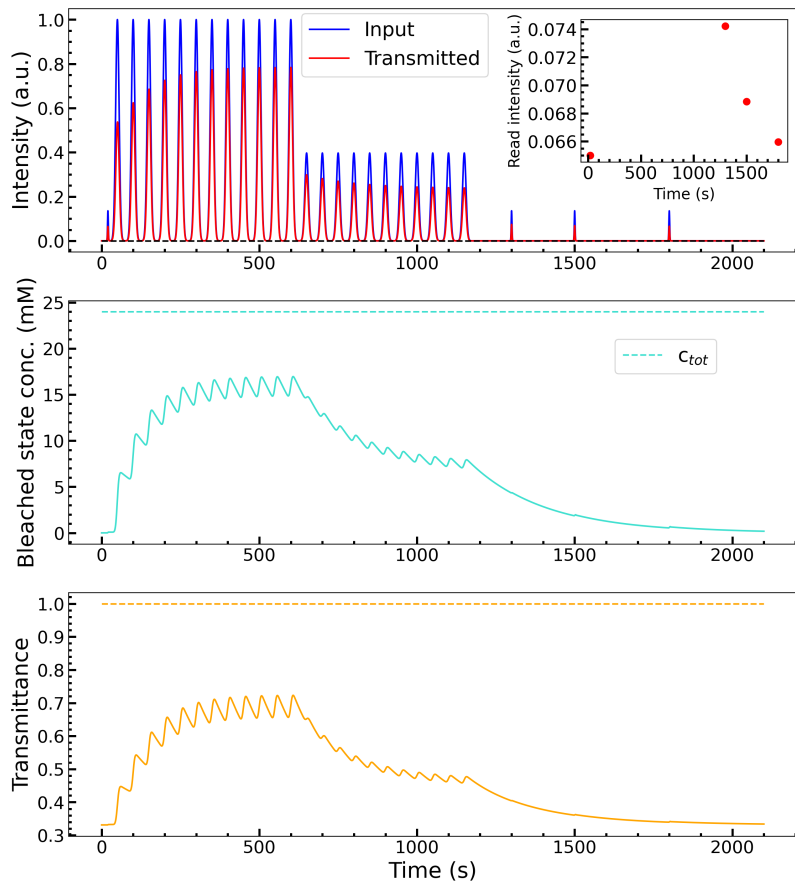 1.0
0.8
0.6
0.4
0.2
0.0
Intensity (a.u.)
Input
Transmitted
0.074
0.072
0.070
0.068
0.066
Read intensity (a.u.)
0 500 1000 1500
Time (s)
0 500 1000 1500 2000
25
20
15
10
5
0
Bleached state conc. (mM)
c_tot
0 500 1000 1500 2000
1.0
0.9
0.8
0.7
0.6
0.5
0.4
0.3
Transmittance
0 500 1000 1500 2000
Time (s)